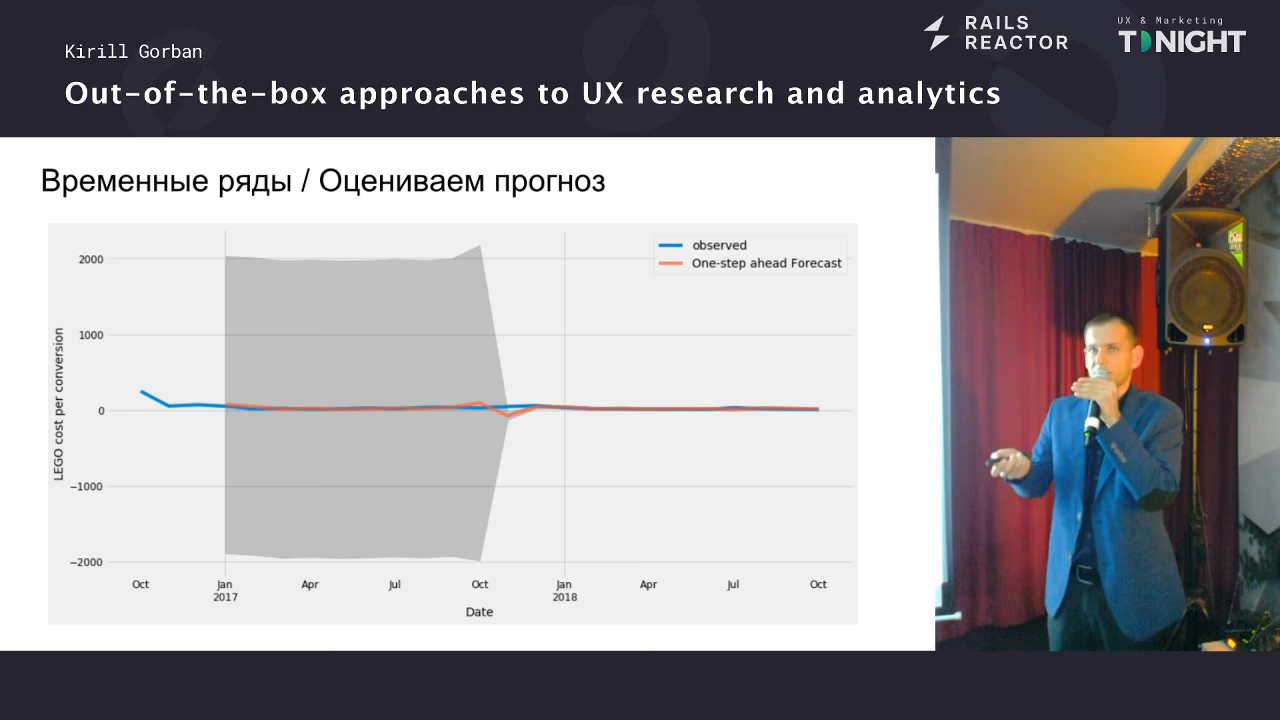 Kirill Gorban
Out-of-the-box approaches to UX research and analytics
RAILS
REACTOR
UX & Marketing
TONIGHT
Временные ряды / Оцениваем прогноз
observed
One-step ahead Forecast
LEGO cost per conversion
2000
1000
0
−1000
−2000
Oct
Jan
2017
Apr
Jul
Oct
Jan
2018
Apr
Jul
Oct
Date